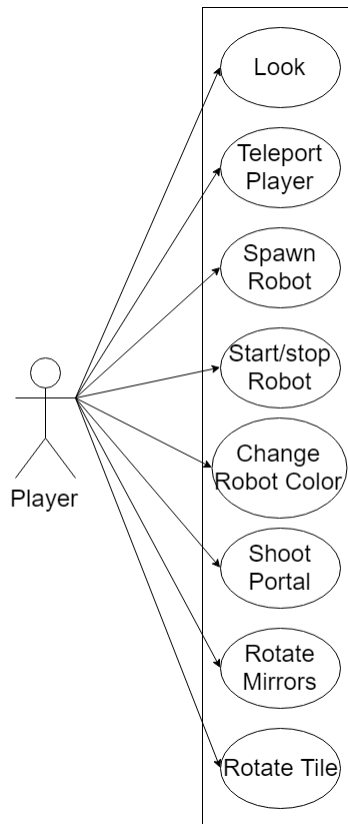 Look
Teleport
Player
Spawn
Robot
Start/stop
Robot
Change
Robot Color
Player
Shoot
Portal
Rotate
Mirrors
Rotate Tile